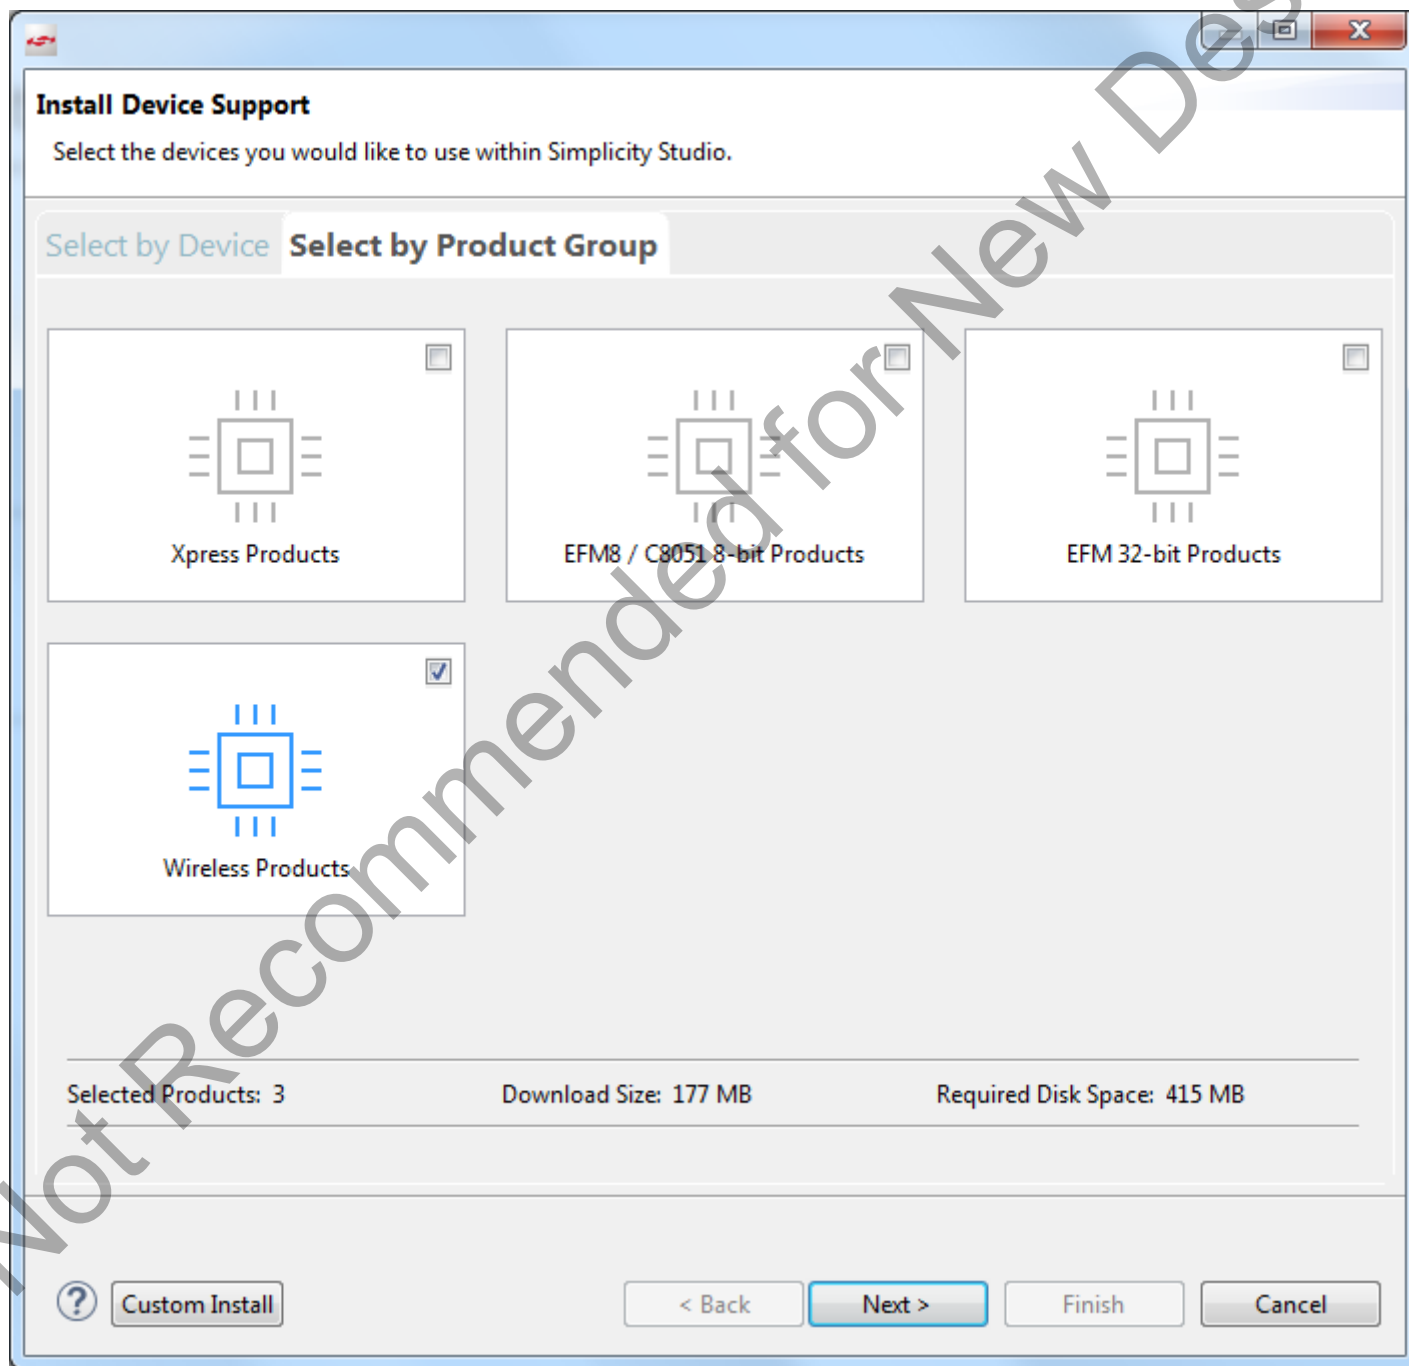 Install Device Support
Select the devices you would like to use within Simplicity Studio.
Select by Device Select by Product Group
Xpress Products
EFM8 / C8051 8-bit Products
EFM 32-bit Products
Wireless Products
Selected Products: 3 Download Size: 177 MB Required Disk Space: 415 MB
? Custom Install < Back Next > Finish Cancel
Not Recommended for New Des